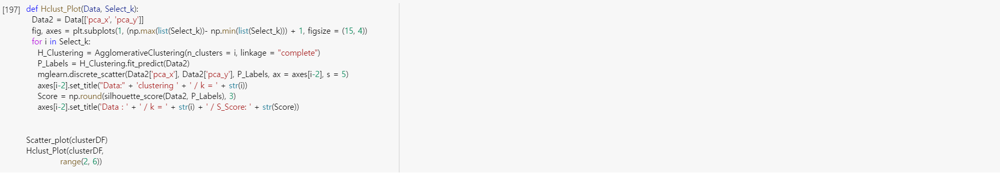 [197] def Hclust_Plot(Data, Select_k):
Data2 = Data[['pca_x', 'pca_y']]
fig, axes = plt.subplots(1, (np.max(list(Select_k))- np.min(list(Select_k))) + 1, figsize = (15, 4))
for i in Select_k:
H_Clustering = AgglomerativeClustering(n_clusters = i, linkage = "complete")
P_Labels = H_Clustering.fit_predict(Data2)
mglearn.discrete_scatter(Data2['pca_x'], Data2['pca_y'], P_Labels, ax = axes[i-2], s = 5)
axes[i-2].set_title("Data:" + 'clustering ' + ' / k = ' + str(i))
Score = np.round(silhouette_score(Data2, P_Labels), 3)
axes[i-2].set_title('Data : ' + ' / k = ' + str(i) + ' / S_Score: ' + str(Score))
Scatter_plot(clusterDF)
Hclust_Plot(clusterDF,
range(2, 6))